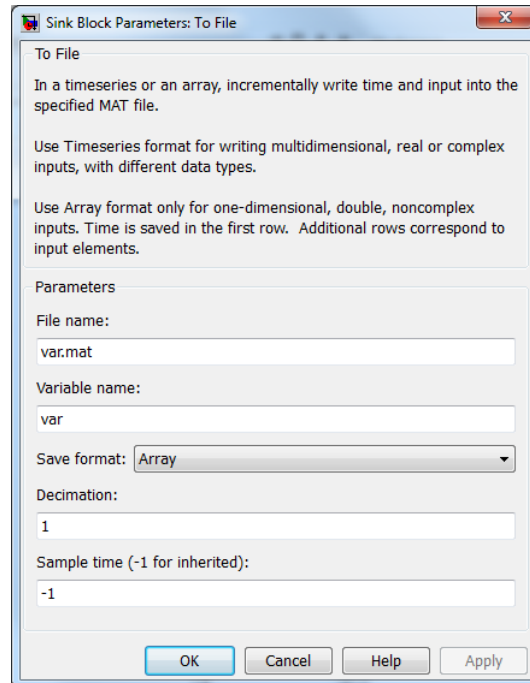 Sink Block Parameters: To File
To File
In a timeseries or an array, incrementally write time and input into the
specified MAT file.
Use Timeseries format for writing multidimensional, real or complex
inputs, with different data types.
Use Array format only for one-dimensional, double, noncomplex
inputs. Time is saved in the first row.  Additional rows correspond to
input elements.
Parameters
File name:
var.mat
Variable name:
var
Save format: Array
Decimation:
1
Sample time (-1 for inherited):
-1
OK Cancel Help Apply